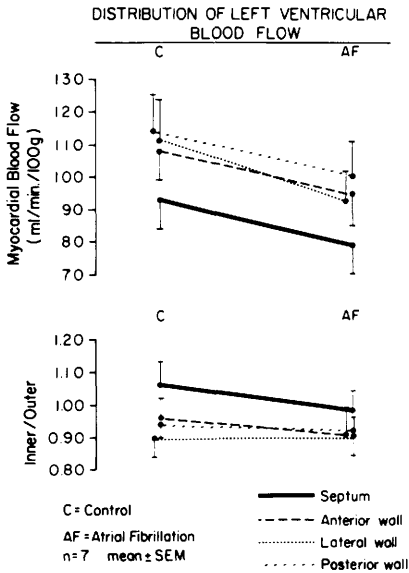 DISTRIBUTION OF LEFT VENTRICULAR
BLOOD FLOW
C AF
Myocardial Blood Flow
(ml/min./100g)
130
120
110
100
90
80
70
C AF
Inner/Outer
1.20
1.10
1.00
0.90
0.80
C = Control
AF = Atrial Fibrillation
n=7 mean ± SEM
Septum
Anterior wall
Lateral wall
Posterior wall